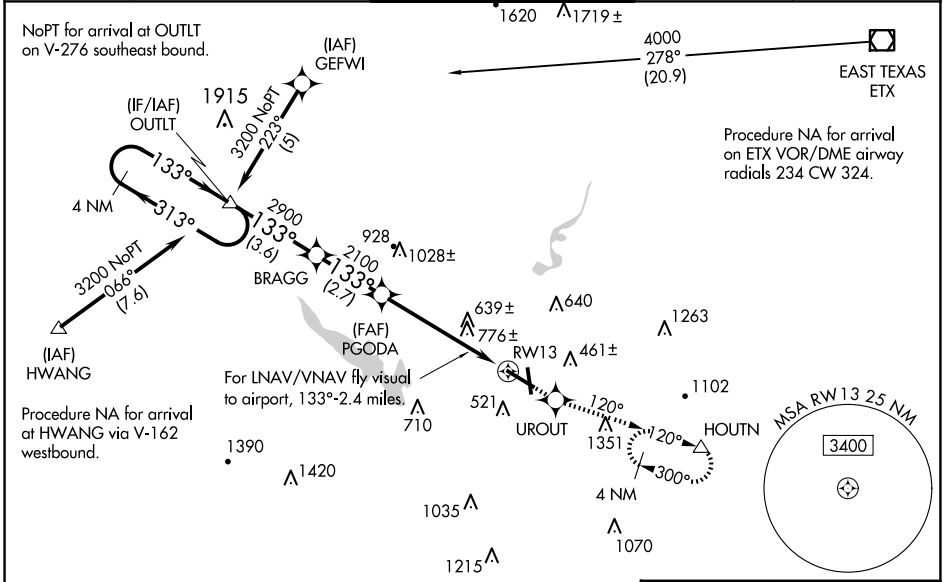 1620
1719±
NoPT for arrival at OUTLT
on V-276 southeast bound.
(IAF)
GEFWI
4000
278°
(20.9)
EAST TEXAS
ETX
1915
(IF/IAF)
OUTLT
3200 NoPT
223°
(5)
Procedure NA for arrival
on ETX VOR/DME airway
radials 234 CW 324.
133°
4 NM
313°
2900
133°
(3.6)
BRAGG
928
1028±
2100
133°
(2.7)
3200 NoPT
066°
(7.6)
(IAF)
HWANG
(FAF)
PGODA
639±
776±
640
1263
RW13
461±
For LNAV/VNAV fly visual
to airport, 133°-2.4 miles.
Procedure NA for arrival
at HWANG via V-162
westbound.
710
521
UROUT
120°
1102
1351
120°
HOUTN
300°
4 NM
MSA RW13 25 NM
3400
1390
1420
1035
1070
1215